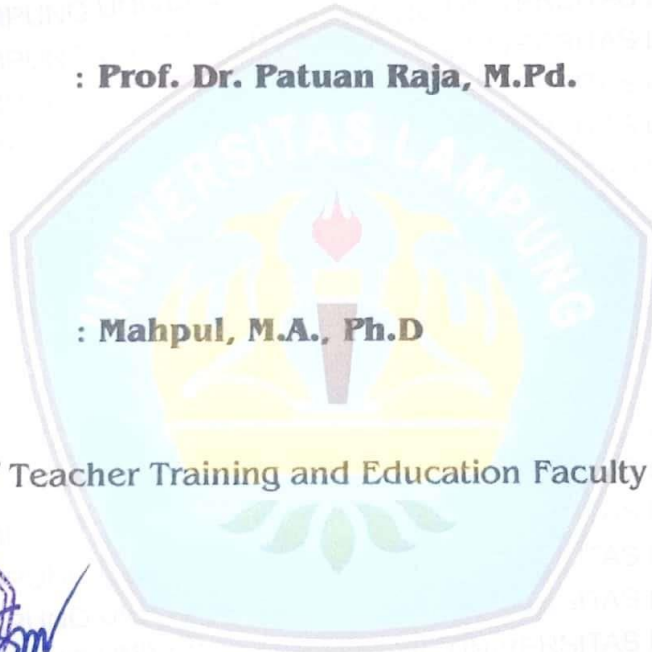 : Prof. Dr. Patuan Raja, M.Pd.
UNIVERSITAS LAMPUNG
: Mahpul, M.A., Ph.D
Teacher Training and Education Faculty